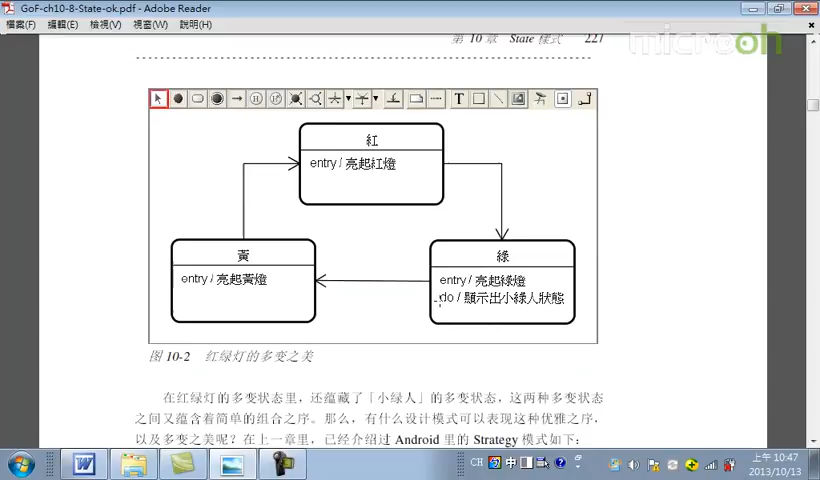 GoF-ch10-8-State-ok.pdf - Adobe Reader
檔案(F) 編輯(E) 檢視(V) 視窗(W) 說明(H)
第 10 章 State 樣式 221
microoh
H H* T
紅
entry / 亮起紅燈
黃
entry / 亮起黃燈
綠
entry / 亮起綠燈
do / 顯示出小綠人狀態
图 10-2 红绿灯的多变之美
在红绿灯的多变状态里，还蕴藏了「小绿人」的多变状态，这两种多变状态
之间又蕴含着简单的组合之序。那么，有什么设计模式可以表现这种优雅之序，
以及多变之美呢？在上一章里，已经介绍过 Android 里的 Strategy 模式如下：
CH 中
上午 10:47
2013/10/13